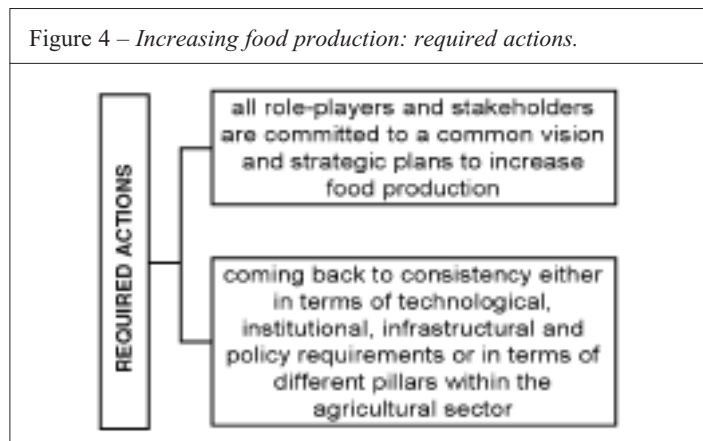 Figure 4 – Increasing food production: required actions.
REQUIRED ACTIONS
all role-players and stakeholders
are committed to a common vision
and strategic plans to increase
food production
coming back to consistency either
in terms of technological,
institutional, infrastructural and
policy requirements or in terms of
different pillars within the
agricultural sector